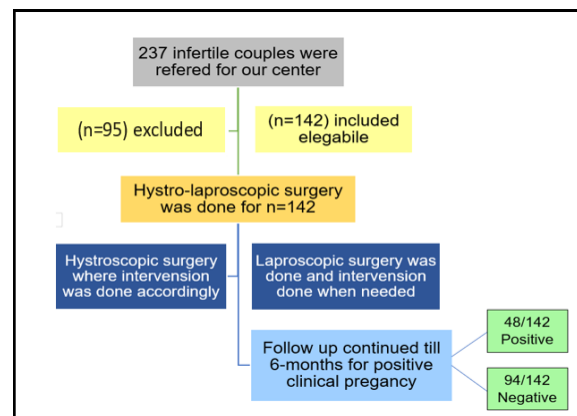 237 infertile couples were
refered for our center
(n=95) excluded
(n=142) included
elegabile
Hystro-laproscopic surgery
was done for n=142
Hystroscopic surgery
where intervention
was done accordingly
Laproscopic surgery was
done and intervention
done when needed
Follow up continued till
6-months for positive
clinical pregancy
48/142
Positive
94/142
Negative